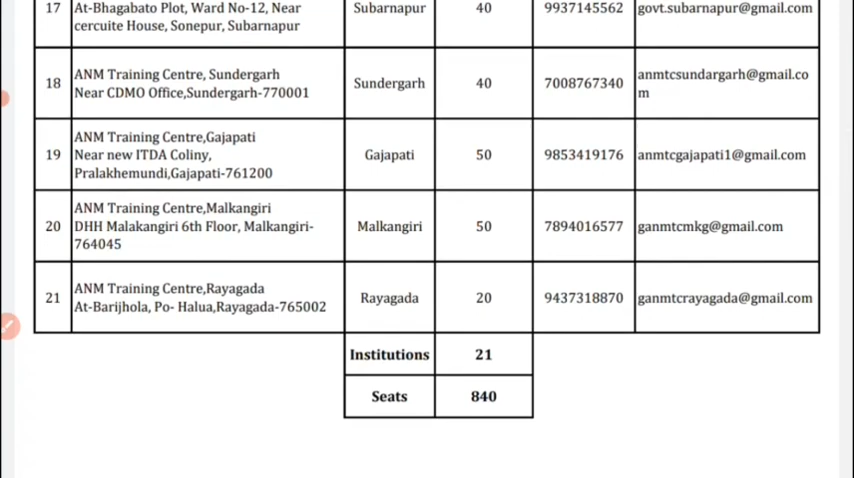 17
At-Bhagabato Plot, Ward No-12, Near
cercuite House, Sonepur, Subarnapur
Subarnapur
40
9937145562
govt.subarnapur@gmail.com
18
ANM Training Centre, Sundergarh
Near CDMO Office,Sundergarh-770001
Sundergarh
40
7008767340
anmtcsundargarh@gmail.co
m
19
ANM Training Centre,Gajapati
Near new ITDA Coliny,
Pralakhemundi,Gajapati-761200
Gajapati
50
9853419176
anmtcgajapati1@gmail.com
20
ANM Training Centre,Malkangiri
DHH Malakangiri 6th Floor, Malkangiri-
764045
Malkangiri
50
7894016577
ganmtcmkg@gmail.com
21
ANM Training Centre,Rayagada
At-Barijhola, Po- Halua,Rayagada-765002
Rayagada
20
9437318870
ganmtcrayagada@gmail.com
Institutions
21
Seats
840